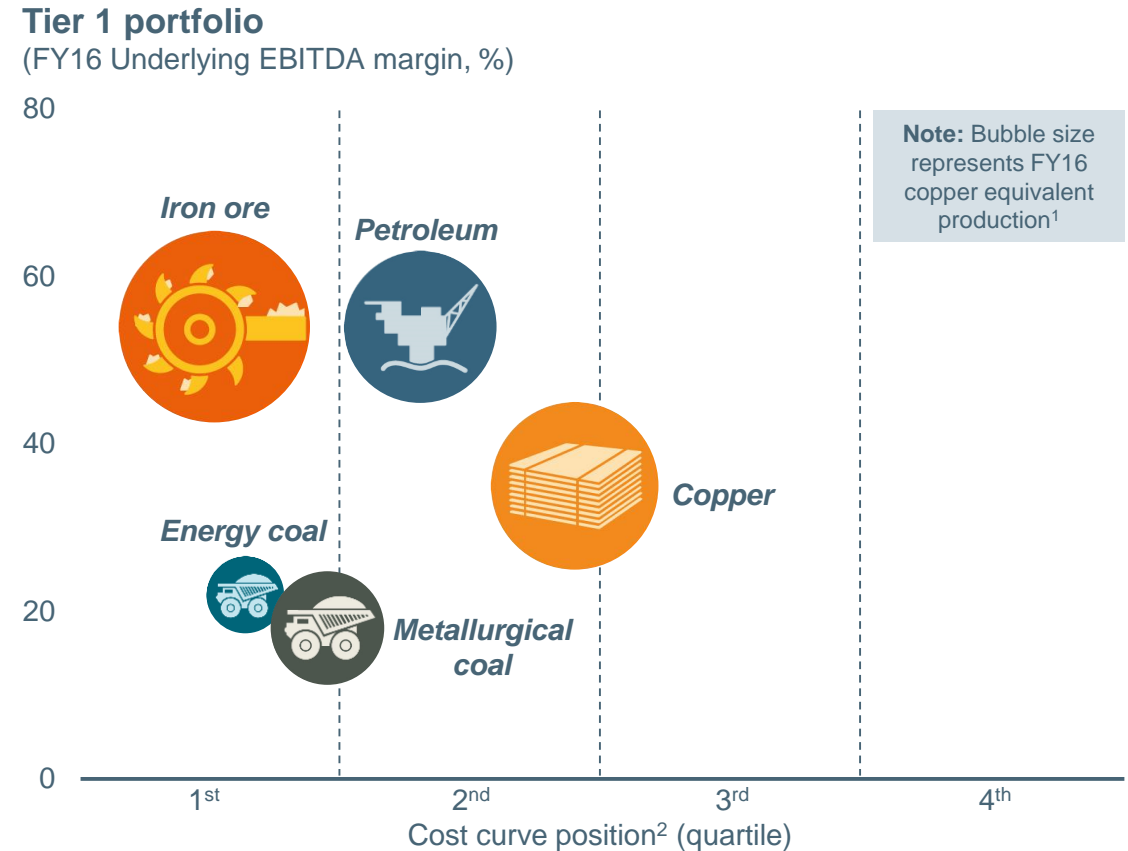 Tier 1 portfolio
(FY16 Underlying EBITDA margin, %)
80
Note: Bubble size
represents FY16
copper equivalent
production¹
Iron ore
Petroleum
60
40
Copper
Energy coal
20
Metallurgical
coal
0
1ˢᵗ 2ⁿᵈ 3ʳᵈ 4ᵗʰ
Cost curve position² (quartile)